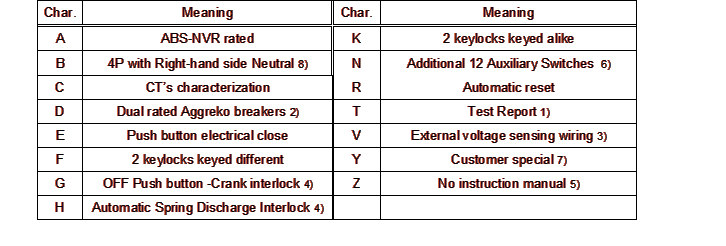 Char. Meaning Char. Meaning
A ABS-NVR rated K 2 keylocks keyed alike
B 4P with Right-hand side Neutral 8) N Additional 12 Auxiliary Switches 6)
C CT's characterization R Automatic reset
D Dual rated Aggreko breakers 2) T Test Report 1)
E Push button electrical close V External voltage sensing wiring 3)
F 2 keylocks keyed different Y Customer special 7)
G OFF Push button -Crank interlock 4) Z No instruction manual 5)
H Automatic Spring Discharge Interlock 4)